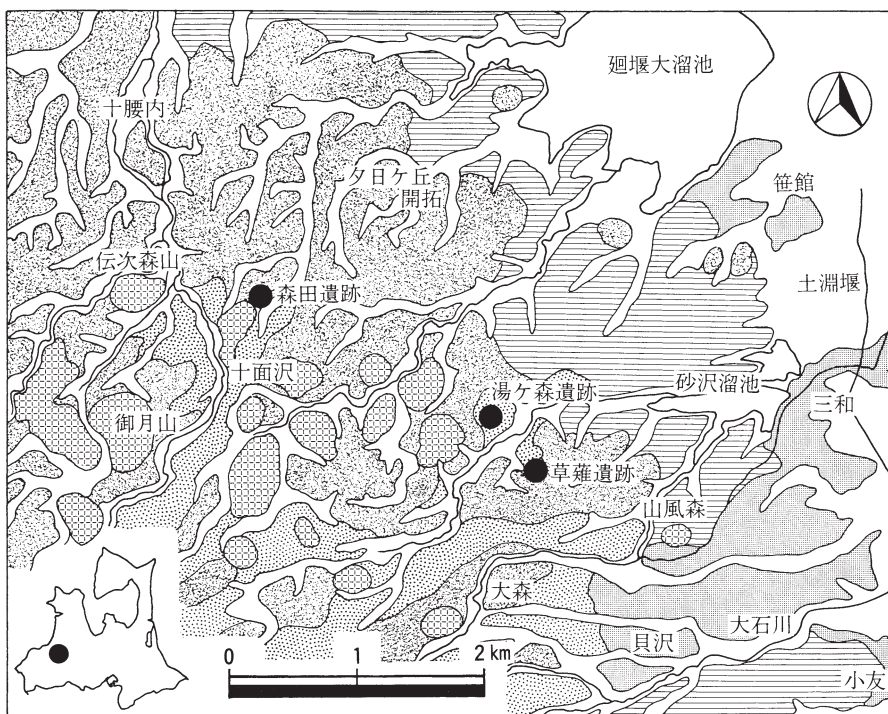 廻堰大溜池
十腰内
笹館
夕日ケ丘
開拓
伝次森山
土淵堰
森田遺跡
十面沢
砂沢溜池
湯ケ森遺跡
三和
御月山
草薙遺跡
山風森
大森
大石川
貝沢
小友
0 1 2 km